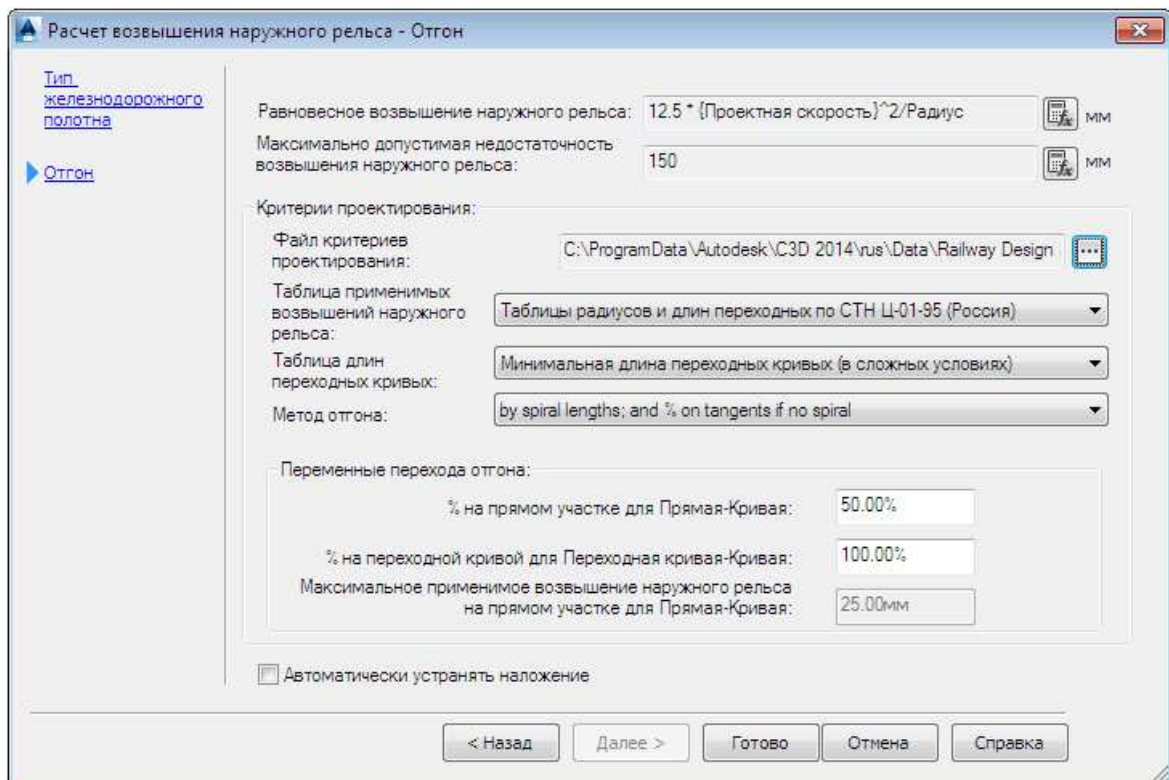 Расчет возвышения наружного рельса - Отгон
Тип
железнодорожного
полотна
Отгон
Равновесное возвышение наружного рельса: 12.5 * {Проектная скорость}^2/Радиус мм
Максимально допустимая недостаточность
возвышения наружного рельса: 150 мм
Критерии проектирования:
Файл критериев
проектирования: C:\ProgramData\Autodesk\C3D 2014\rus\Data\Railway Design ...
Таблица применимых
возвышений наружного
рельса: Таблицы радиусов и длин переходных по СТН Ц-01-95 (Россия)
Таблица длин
переходных кривых: Минимальная длина переходных кривых (в сложных условиях)
Метод отгона: by spiral lengths; and % on tangents if no spiral
Переменные перехода отгона:
% на прямом участке для Прямая-Кривая: 50.00%
% на переходной кривой для Переходная кривая-Кривая: 100.00%
Максимальное применимое возвышение наружного рельса
на прямом участке для Прямая-Кривая: 25.00мм
Автоматически устранять наложение
< Назад Далее > Готово Отмена Справка